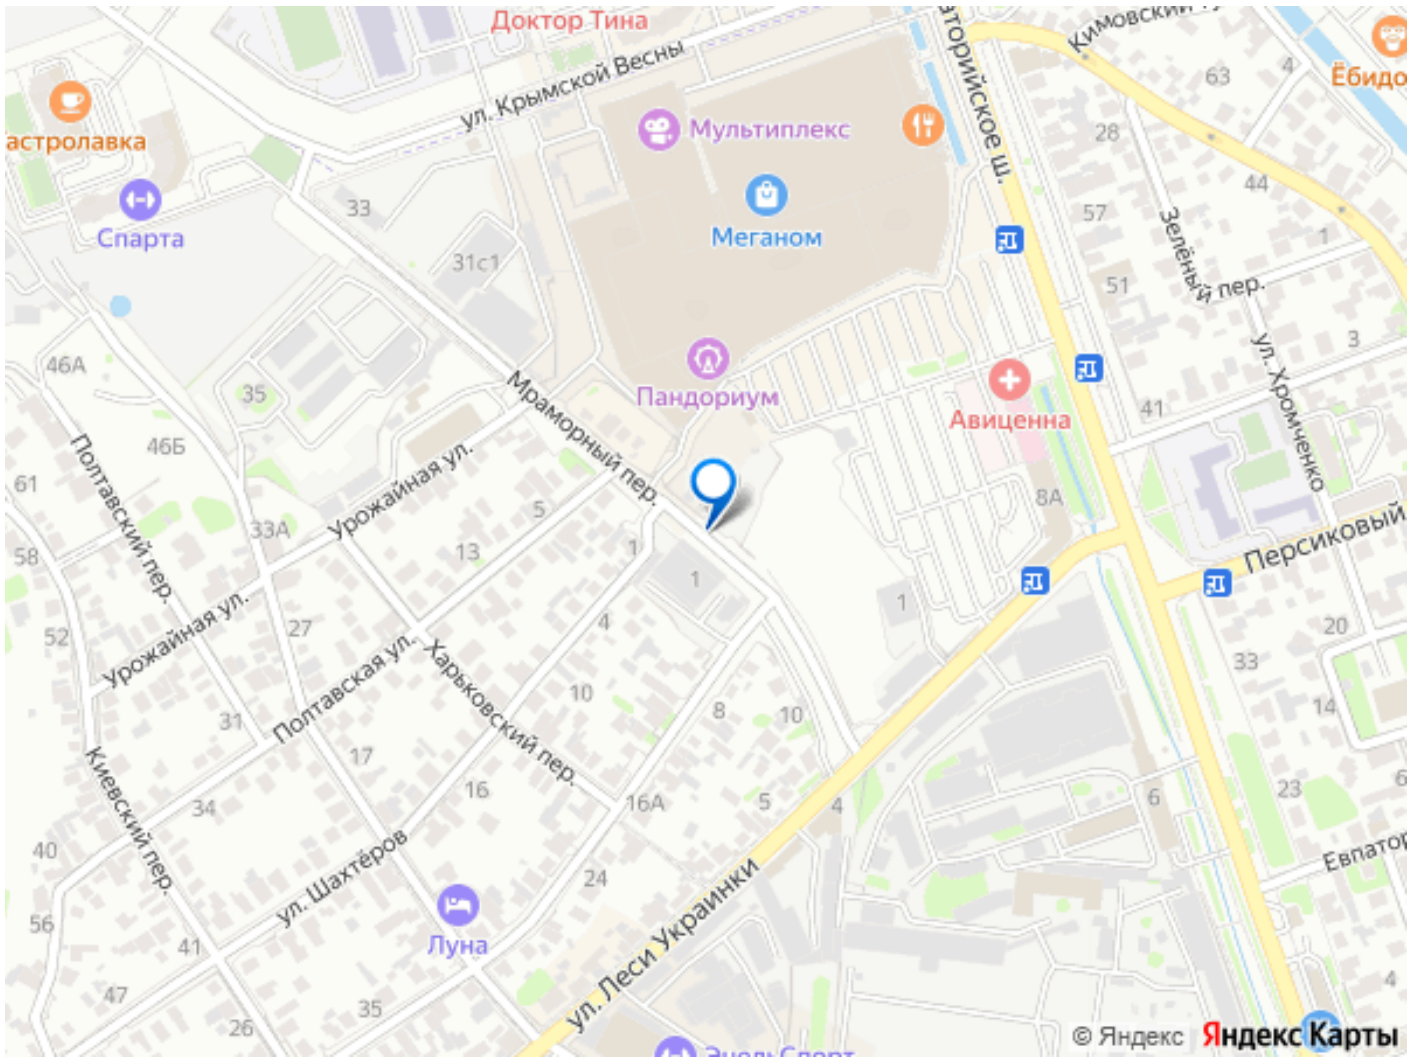 Доктор Тина
аторийское ш.
Кимовский
63
4
Ёбидо
ул. Крымской Весны
Мультиплекс
28
астролавка
44
Спарта
33
Меганом
57
Зелёный пер.
1
31с1
51
46А
35
Пандориум
Мраморный пер.
Авиценна
41
ул. Хромченко
3
46Б
Полтавский пер.
61
Урожайная ул.
5
8А
33А
13
1
Персиковый
58
1
1
Урожайная ул.
52
27
4
20
Харьковский пер.
33
Полтавская ул.
10
31
8
10
14
Киевский пер.
17
16
16А
5
4
6
23
6
34
40
ул. Шахтёров
24
Евпатор
56
Луна
41
ул. Леси Украинки
47
35
26
4
ЭнельСпорт
© Яндекс Яндекс Карты